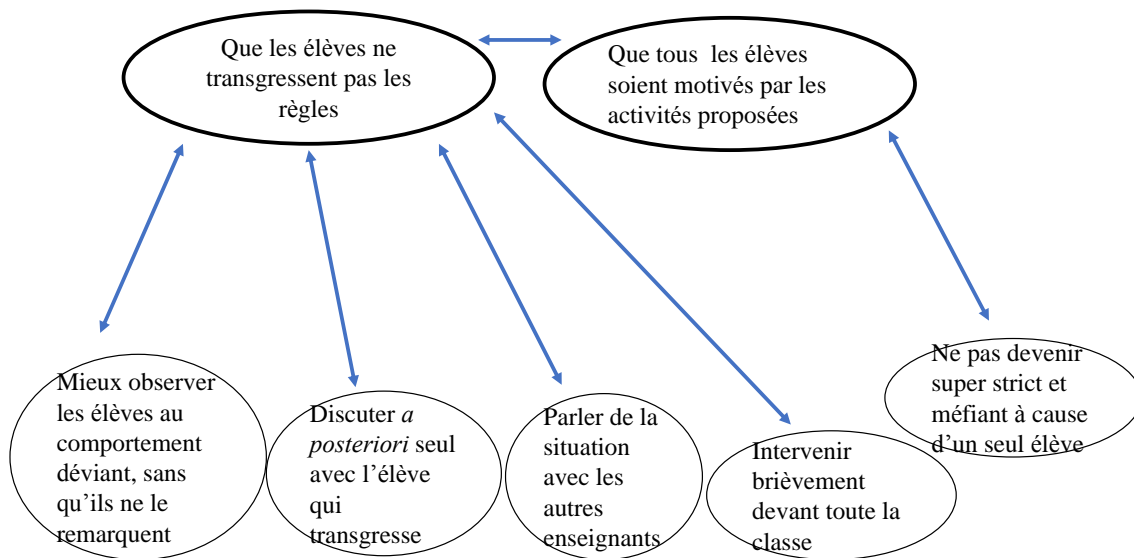 Que les élèves ne
transgressent pas les
règles
Que tous les élèves
soient motivés par les
activités proposées
Mieux observer
les élèves au
comportement
déviant, sans
qu'ils ne le
remarquent
Discuter a
posteriori seul
avec l'élève
qui
transgresse
Parler de la
situation
avec les
autres
enseignants
Intervenir
brièvement
devant toute la
classe
Ne pas devenir
super strict et
méfiant à cause
d'un seul élève